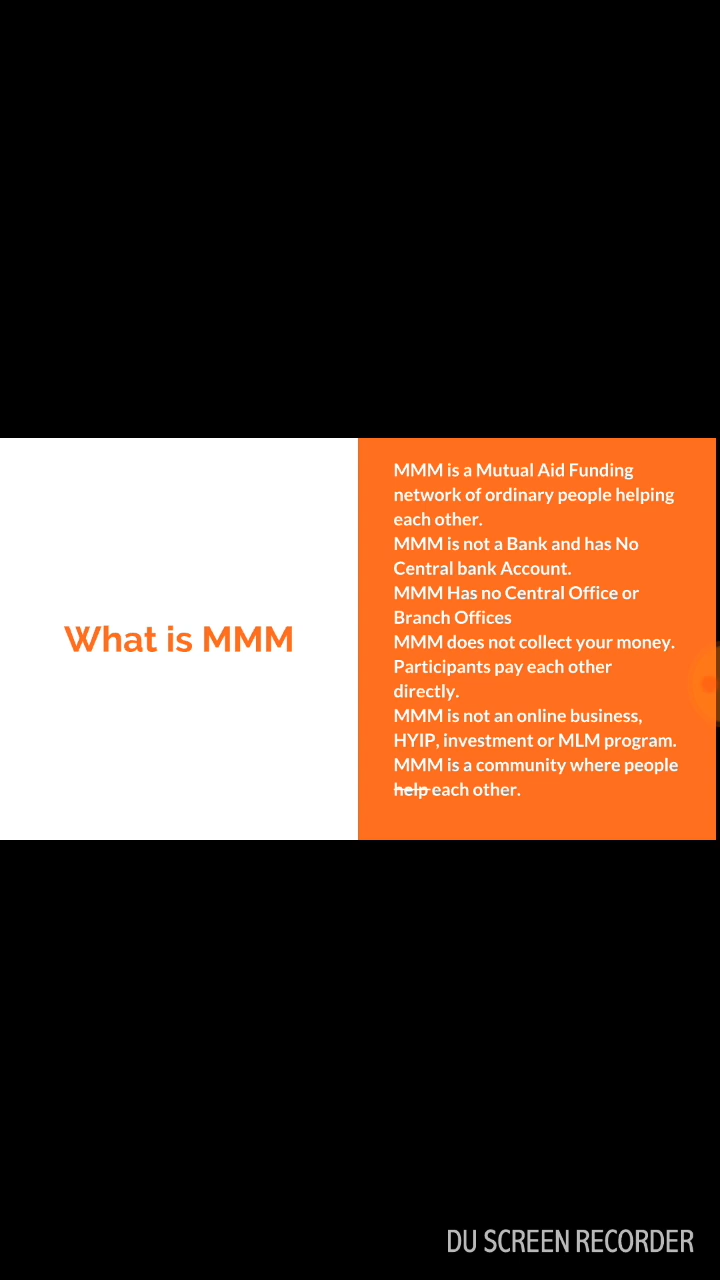 What is MMM
MMM is a Mutual Aid Funding
network of ordinary people helping
each other.
MMM is not a Bank and has No
Central bank Account.
MMM Has no Central Office or
Branch Offices
MMM does not collect your money.
Participants pay each other
directly.
MMM is not an online business,
HYIP, investment or MLM program.
MMM is a community where people
help each other.
DU SCREEN RECORDER